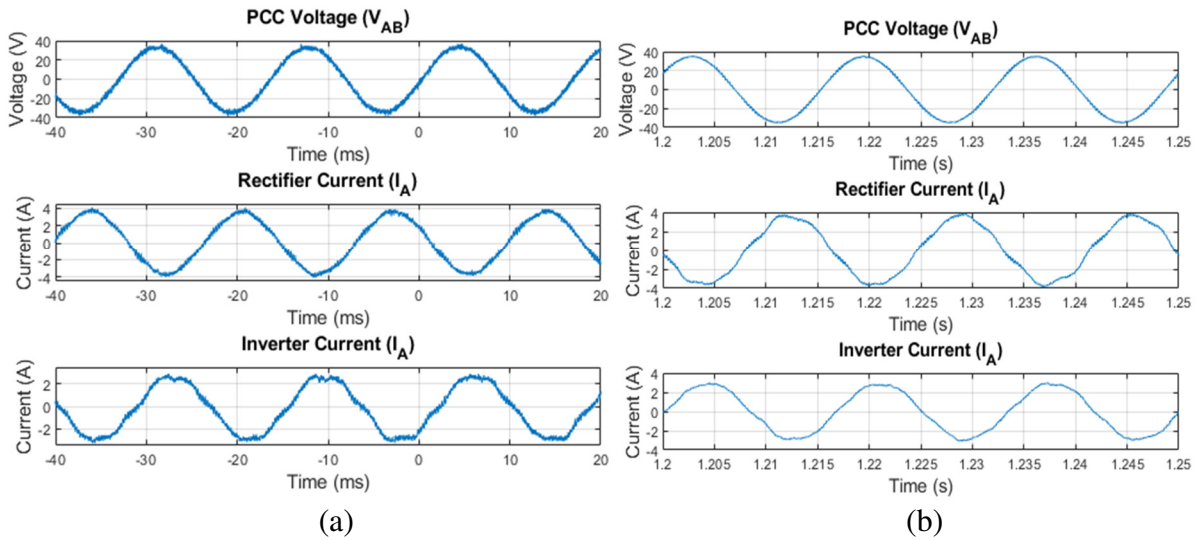 PCC Voltage (VAB)
Voltage (V)
40
20
0
-20
-40
-40 -30 -20 -10 0 10 20
Time (ms)
Rectifier Current (IA)
Current (A)
4
2
0
-2
-4
-40 -30 -20 -10 0 10 20
Time (ms)
Inverter Current (IA)
Current (A)
2
0
-2
-40 -30 -20 -10 0 10 20
Time (ms)
(a)
PCC Voltage (VAB)
Voltage (V)
40
20
0
-20
-40
1.2 1.205 1.21 1.215 1.22 1.225 1.23 1.235 1.24 1.245 1.25
Time (s)
Rectifier Current (IA)
Current (A)
4
2
0
-2
-4
1.2 1.205 1.21 1.215 1.22 1.225 1.23 1.235 1.24 1.245 1.25
Time (s)
Inverter Current (IA)
Current (A)
4
2
0
-2
-4
1.2 1.205 1.21 1.215 1.22 1.225 1.23 1.235 1.24 1.245 1.25
Time (s)
(b)